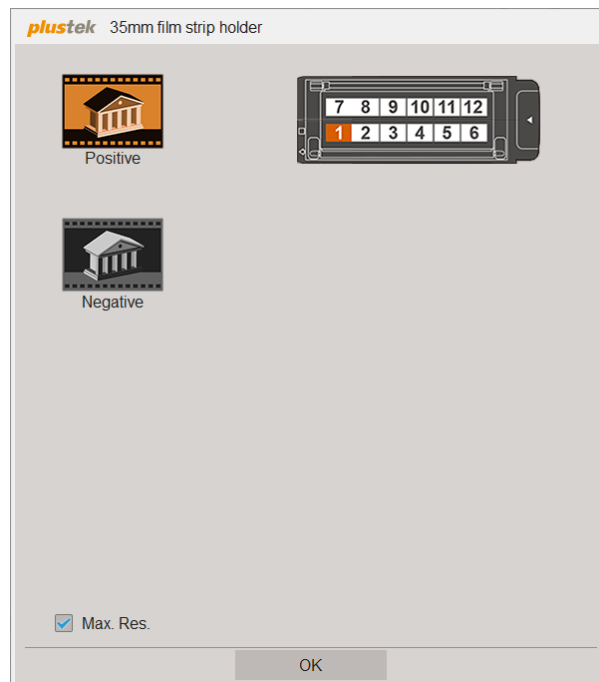 plustek 35mm film strip holder
7 8 9 10 11 12
1 2 3 4 5 6
Positive
Negative
Max. Res.
OK